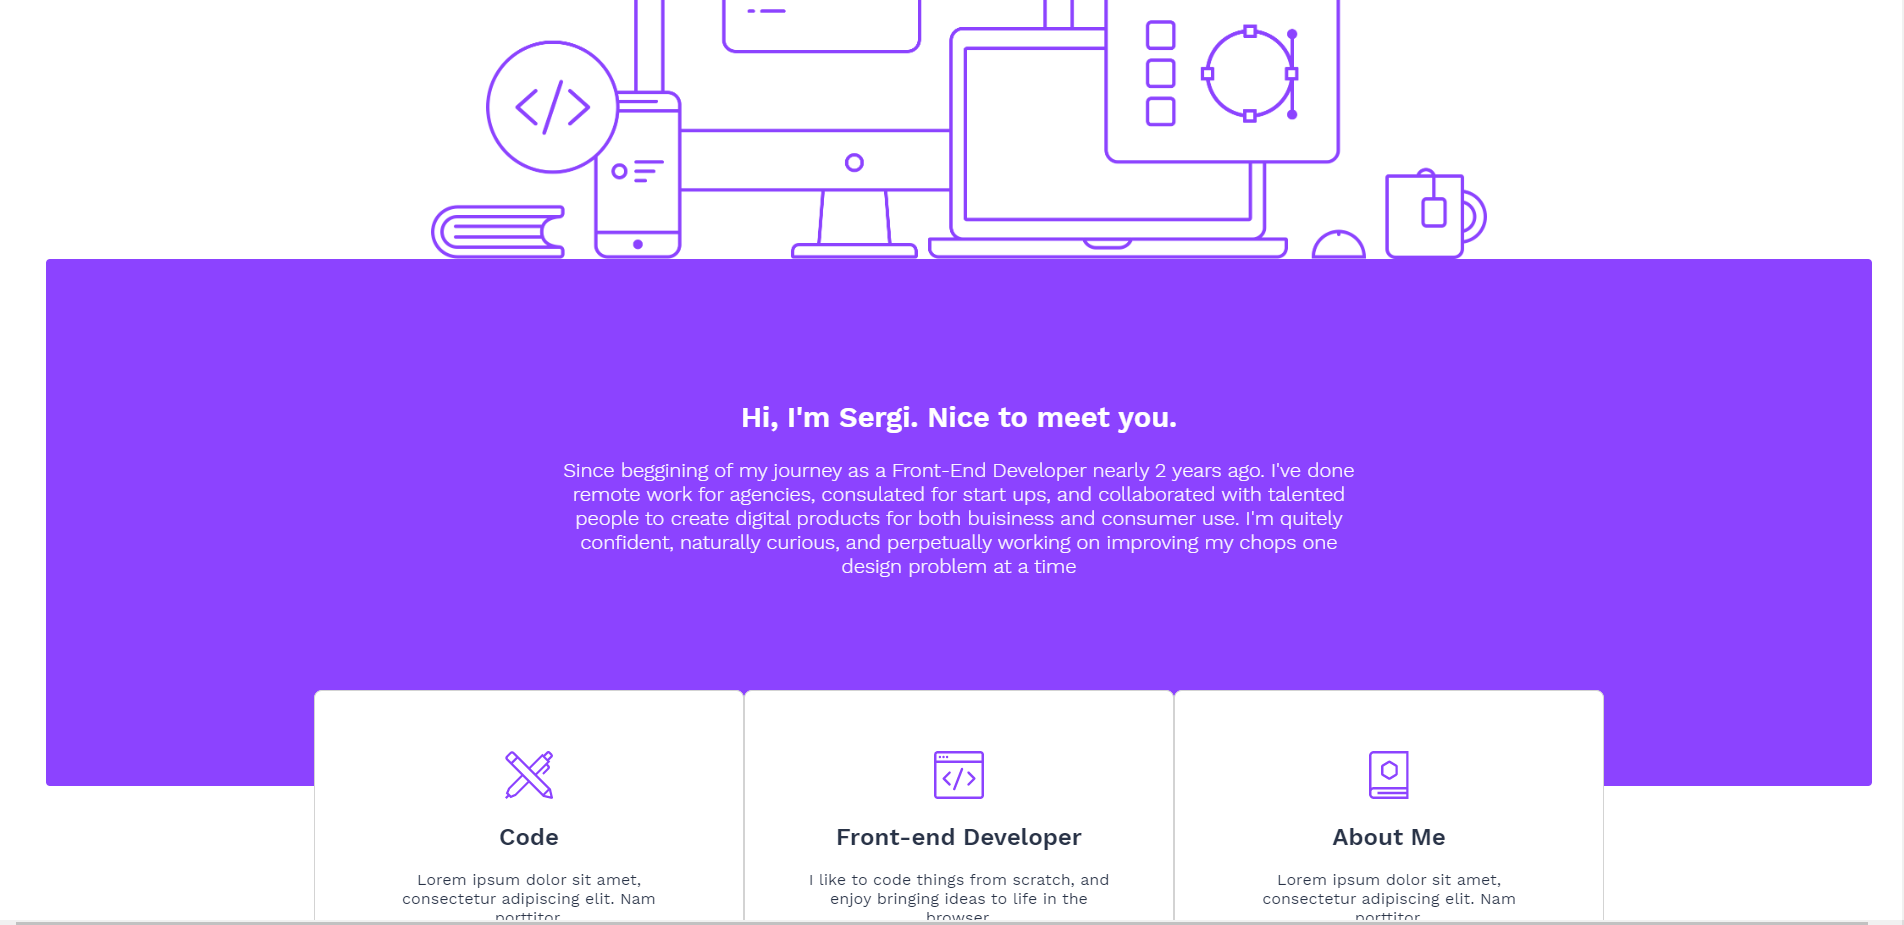 Hi, I'm Sergi. Nice to meet you.
Since beggining of my journey as a Front-End Developer nearly 2 years ago. I've done
remote work for agencies, consulated for start ups, and collaborated with talented
people to create digital products for both buisiness and consumer use. I'm quitely
confident, naturally curious, and perpetually working on improving my chops one
design problem at a time
Code
Lorem ipsum dolor sit amet,
consectetur adipiscing elit. Nam
porttitor
Front-end Developer
I like to code things from scratch, and
enjoy bringing ideas to life in the
browser
About Me
Lorem ipsum dolor sit amet,
consectetur adipiscing elit. Nam
porttitor